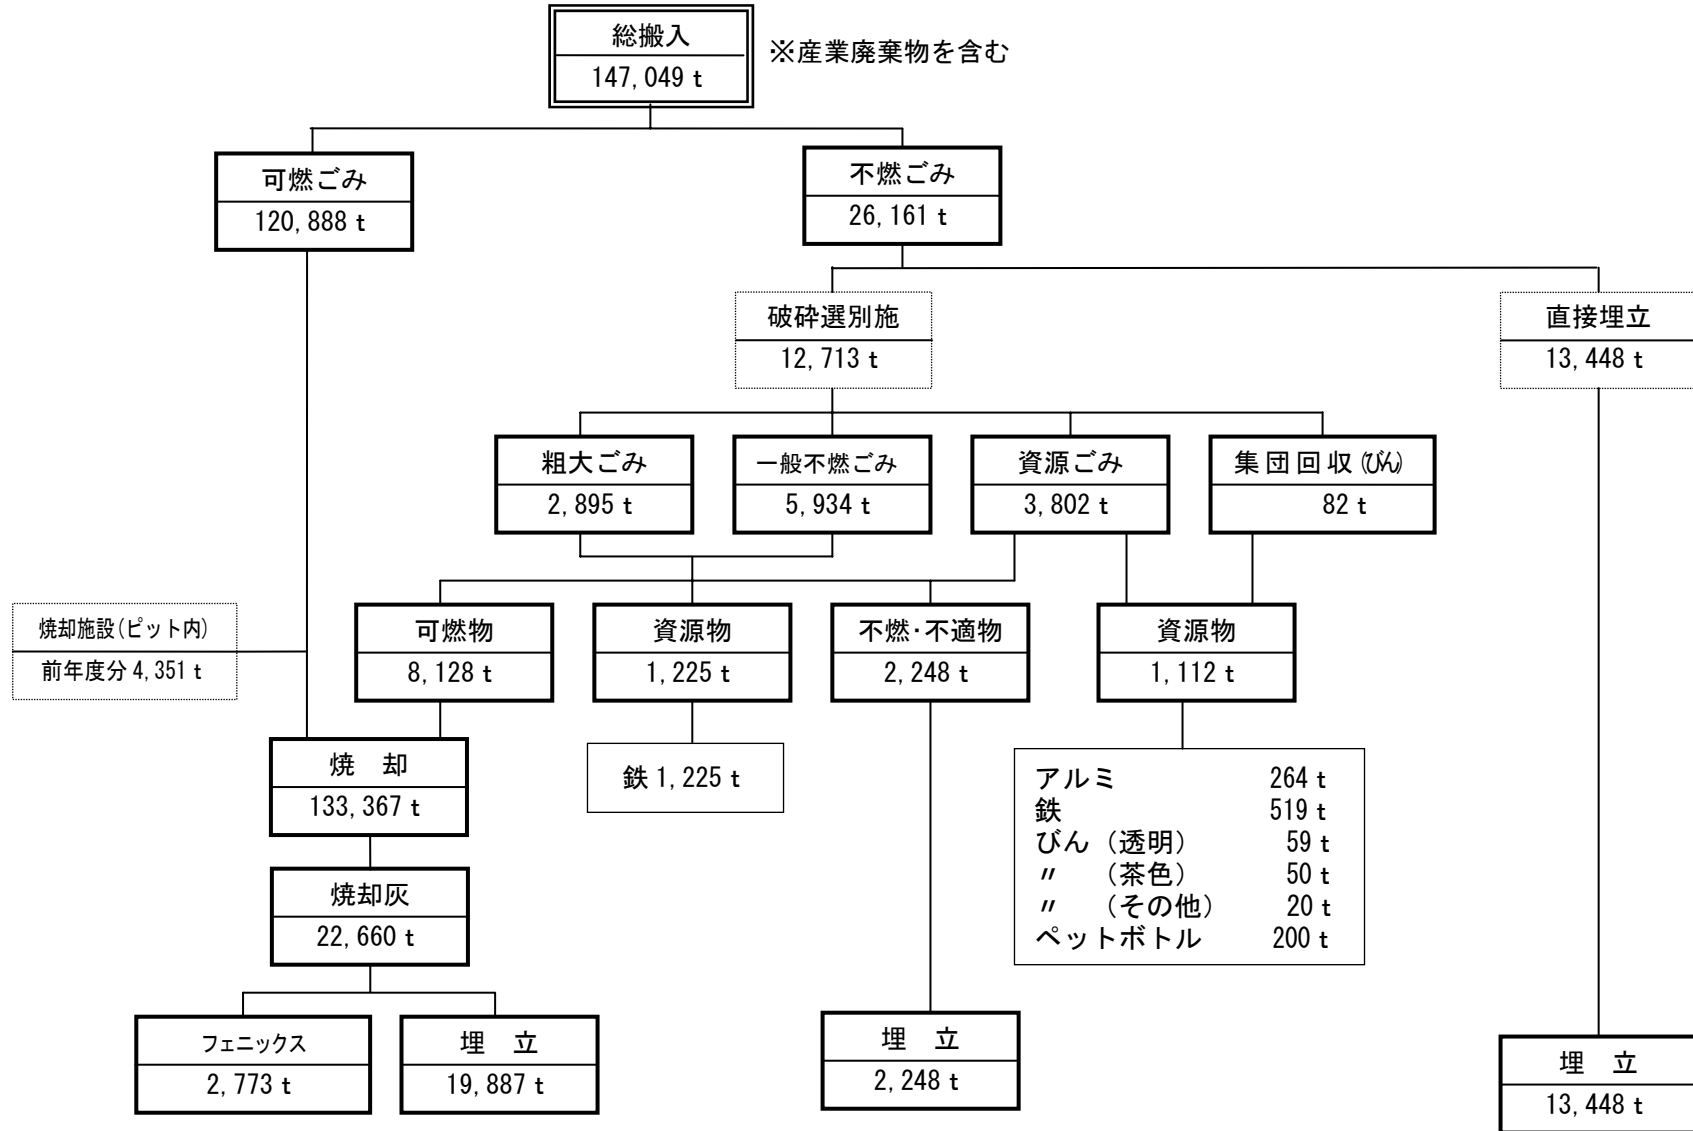 総搬入
147,049 t
※産業廃棄物を含む
可燃ごみ
120,888 t
不燃ごみ
26,161 t
破砕選別施
12,713 t
直接埋立
13,448 t
粗大ごみ
2,895 t
一般不燃ごみ
5,934 t
資源ごみ
3,802 t
集団回収(びん)
82 t
焼却施設(ピット内)
前年度分 4,351 t
可燃物
8,128 t
資源物
1,225 t
不燃・不適物
2,248 t
資源物
1,112 t
焼　却
133,367 t
鉄 1,225 t
アルミ 264 t
鉄 519 t
びん（透明） 59 t
〃　（茶色） 50 t
〃　（その他） 20 t
ペットボトル 200 t
焼却灰
22,660 t
フェニックス
2,773 t
埋　立
19,887 t
埋　立
2,248 t
埋　立
13,448 t